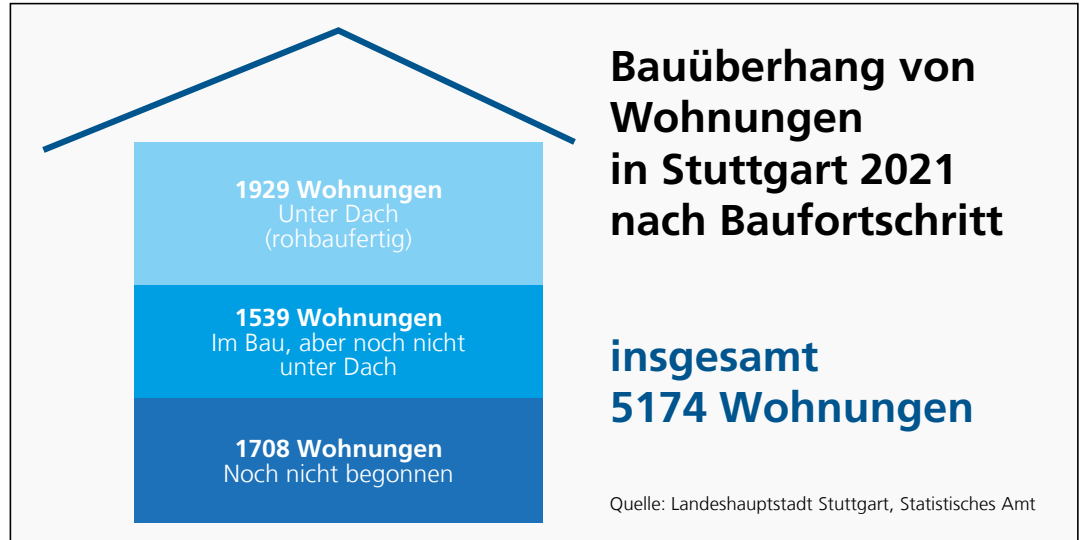 Bauüberhang von
Wohnungen
in Stuttgart 2021
nach Baufortschritt
1929 Wohnungen
Unter Dach
(rohbaufertig)
1539 Wohnungen
Im Bau, aber noch nicht
unter Dach
1708 Wohnungen
Noch nicht begonnen
insgesamt
5174 Wohnungen
Quelle: Landeshauptstadt Stuttgart, Statistisches Amt